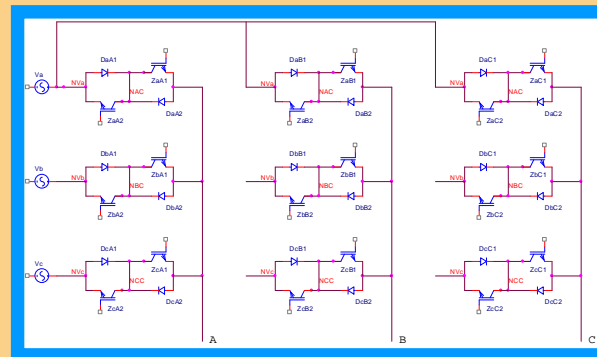 DaA1 DaB1 DaC1
Va ZaA1 ZaB1 ZaC1
NVa NAC NVa NAC NVa NAC
ZaA2 DaA2 ZaB2 DaB2 ZaC2 DaC2
DbA1 DbB1 DbC1
Vb ZbA1 ZbB1 ZbC1
NVb NBC NVb NBC NVb NBC
ZbA2 DbA2 ZbB2 DbB2 ZbC2 DbC2
DcA1 DcB1 DcC1
Vc ZcA1 ZcB1 ZcC1
NVc NCC NVc NCC NVc NCC
ZcA2 DcA2 ZcB2 DcB2 ZcC2 DcC2
A B C